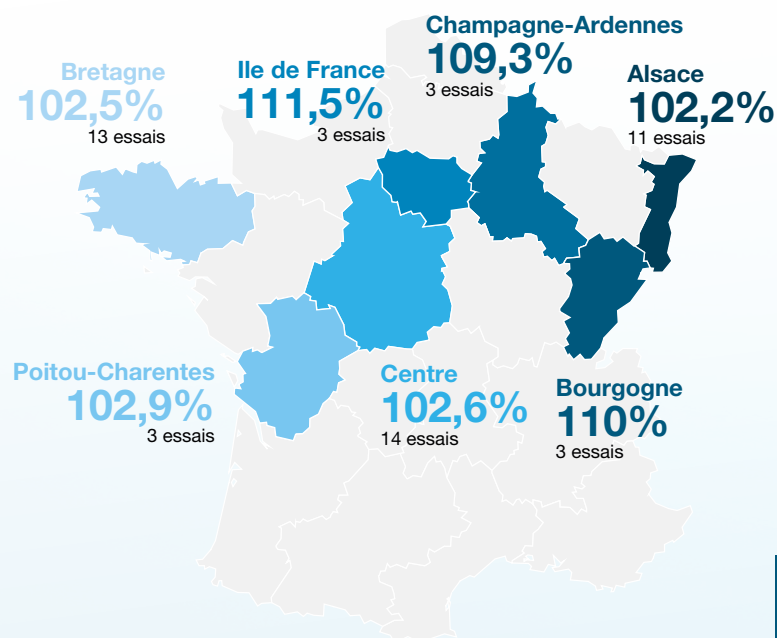 Champagne-Ardennes
109,3%
3 essais
Bretagne
102,5%
13 essais
Ile de France
111,5%
3 essais
Alsace
102,2%
11 essais
Poitou-Charentes
102,9%
3 essais
Centre
102,6%
14 essais
Bourgogne
110%
3 essais